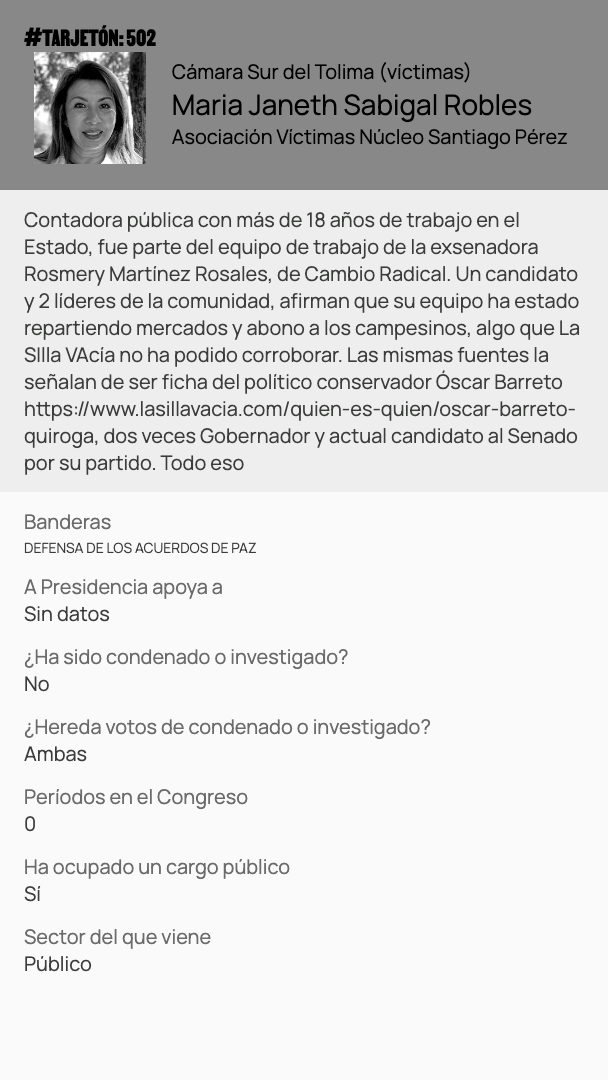 #TARJETÓN: 502
Cámara Sur del Tolima (víctimas)
Maria Janeth Sabigal Robles
Asociación Víctimas Núcleo Santiago Pérez
Contadora pública con más de 18 años de trabajo en el
Estado, fue parte del equipo de trabajo de la exsenadora
Rosmery Martínez Rosales, de Cambio Radical. Un candidato
y 2 líderes de la comunidad, afirman que su equipo ha estado
repartiendo mercados y abono a los campesinos, algo que La
SIlla VAcía no ha podido corroborar. Las mismas fuentes la
señalan de ser ficha del político conservador Óscar Barreto
https://www.lasillavacia.com/quien-es-quien/oscar-barreto-
quiroga, dos veces Gobernador y actual candidato al Senado
por su partido. Todo eso
Banderas
DEFENSA DE LOS ACUERDOS DE PAZ
A Presidencia apoya a
Sin datos
¿Ha sido condenado o investigado?
No
¿Hereda votos de condenado o investigado?
Ambas
Períodos en el Congreso
0
Ha ocupado un cargo público
Sí
Sector del que viene
Público